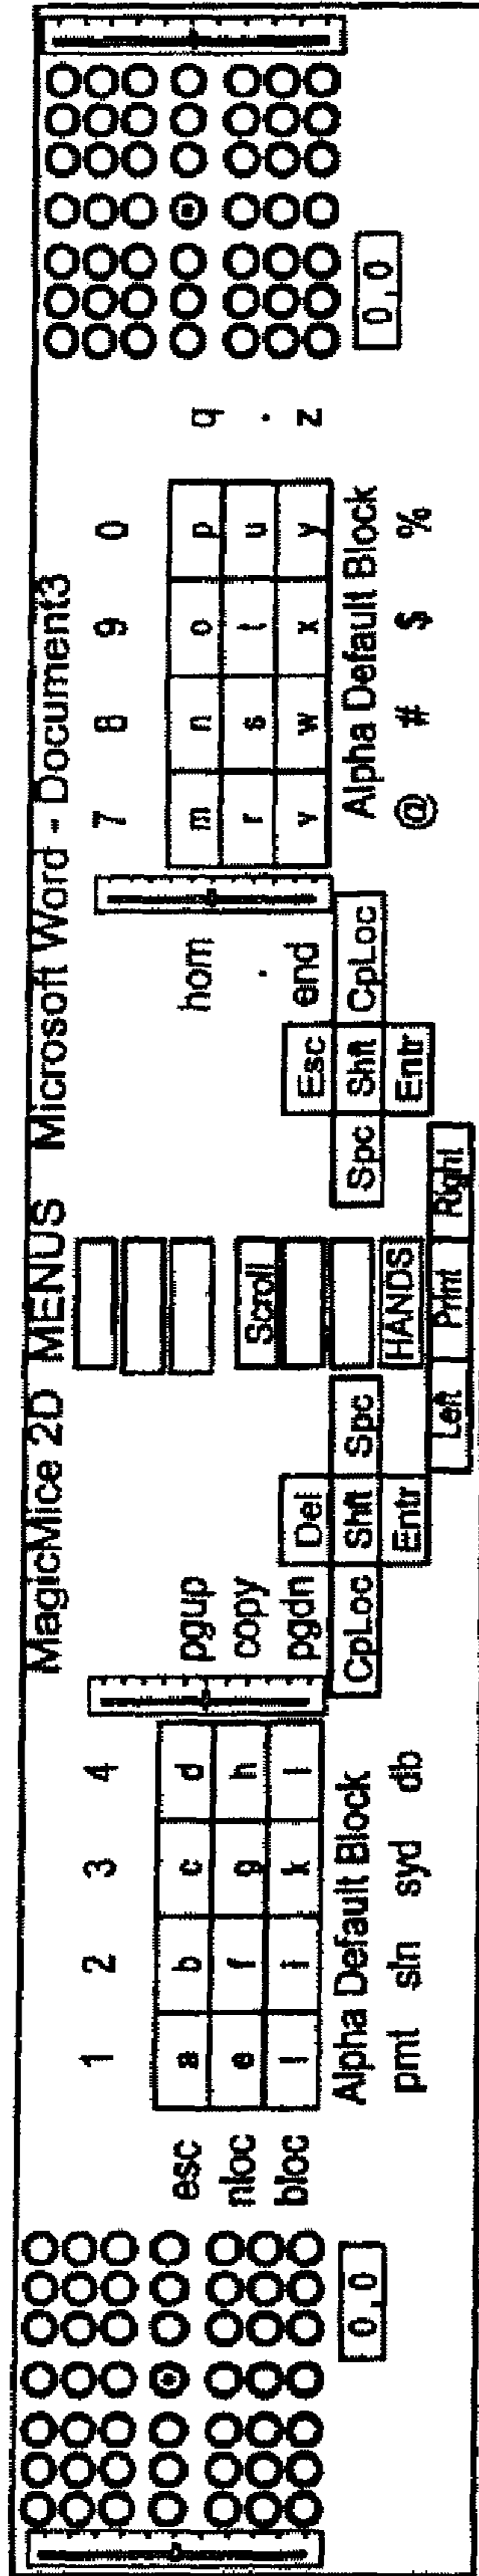 MagicMice 2D MENUS Microsoft Word - Document3
1 2 3 4 7 8 9 0
esc a b c d pgup hom m n o p q
nloc e f g h copy Scroll . r s t u .
bloc k l pgdn Del Esc end v w x y z
0,0 Alpha Default Block CpLoc Shft Spc Spc Shft CpLoc Alpha Default Block 0,0
pmt sln syd db Entr HANDS Entr @ # $ %
Left Print Right